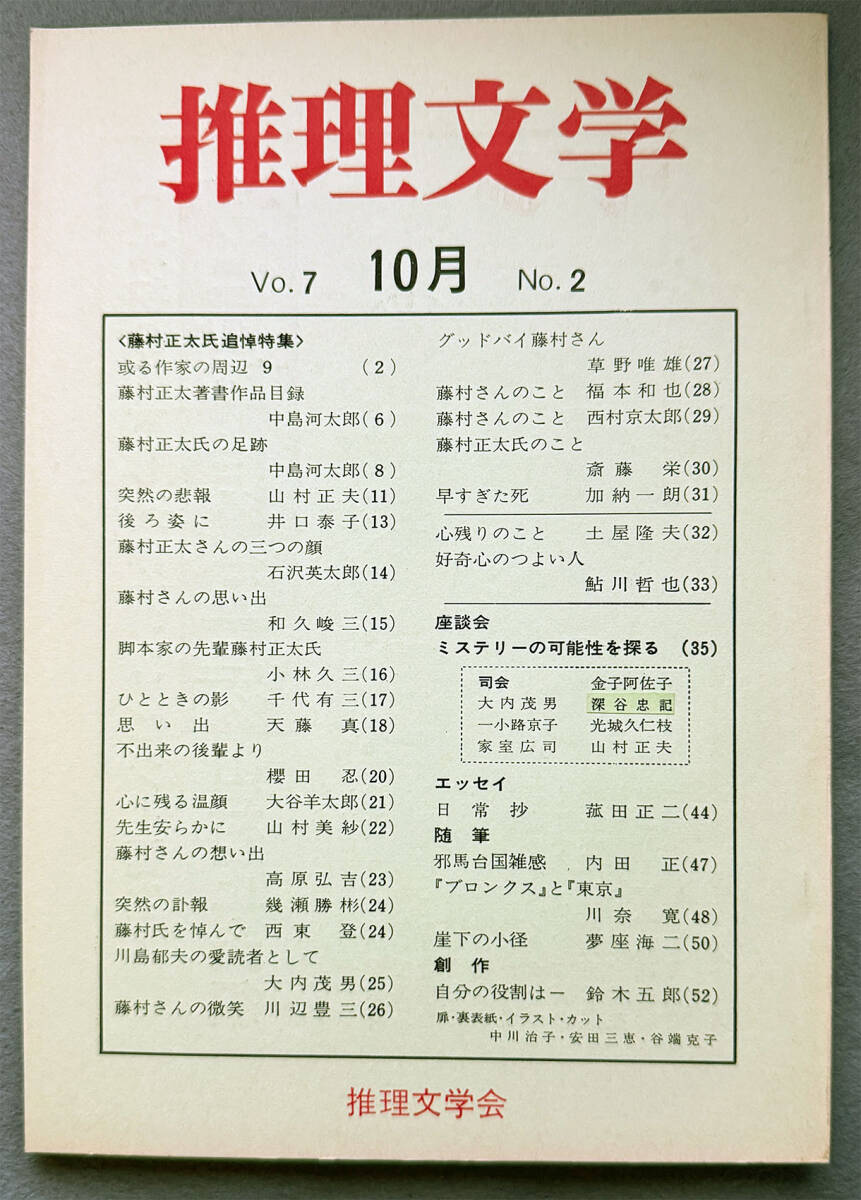 推理文学
Vo. 7 10月 No. 2
〈藤村正太氏追悼特集〉
或る作家の周辺 9 (2)
藤村正太著書作品目録
中島河太郎(6)
藤村正太氏の足跡
中島河太郎(8)
突然の悲報 山村正夫(11)
後ろ姿に 井口泰子(13)
藤村正太さんの三つの顔
石沢英太郎(14)
藤村さんの思い出
和久峻三(15)
脚本家の先輩藤村正太氏
小林久三(16)
ひとときの影 千代有三(17)
思い出 天藤真(18)
不出来の後輩より
櫻田忍(20)
心に残る温顔 大谷羊太郎(21)
先生安らかに 山村美紗(22)
藤村さんの想い出
高原弘吉(23)
突然の訃報 幾瀬勝彬(24)
藤村氏を悼んで 西東登(24)
川島郁夫の愛読者として
大内茂男(25)
藤村さんの微笑 川辺豊三(26)
グッドバイ藤村さん
草野唯雄(27)
藤村さんのこと 福本和也(28)
藤村さんのこと 西村京太郎(29)
藤村正太氏のこと
斎藤栄(30)
早すぎた死 加納一朗(31)
心残りのこと 土屋隆夫(32)
好奇心のつよい人
鮎川哲也(33)
座談会
ミステリーの可能性を探る (35)
司会 金子阿佐子
大内茂男 深谷忠記
一小路京子 光城久仁枝
家室広司 山村正夫
エッセイ
日常抄 菰田正二(44)
随筆
邪馬台国雑感 内田正(47)
『ブロンクス』と『東京』
川奈寛(48)
崖下の小径 夢座海二(50)
創作
自分の役割はー 鈴木五郎(52)
扉・裏表紙・イラスト・カット
中川治子・安田三恵・谷端克子
推理文学会